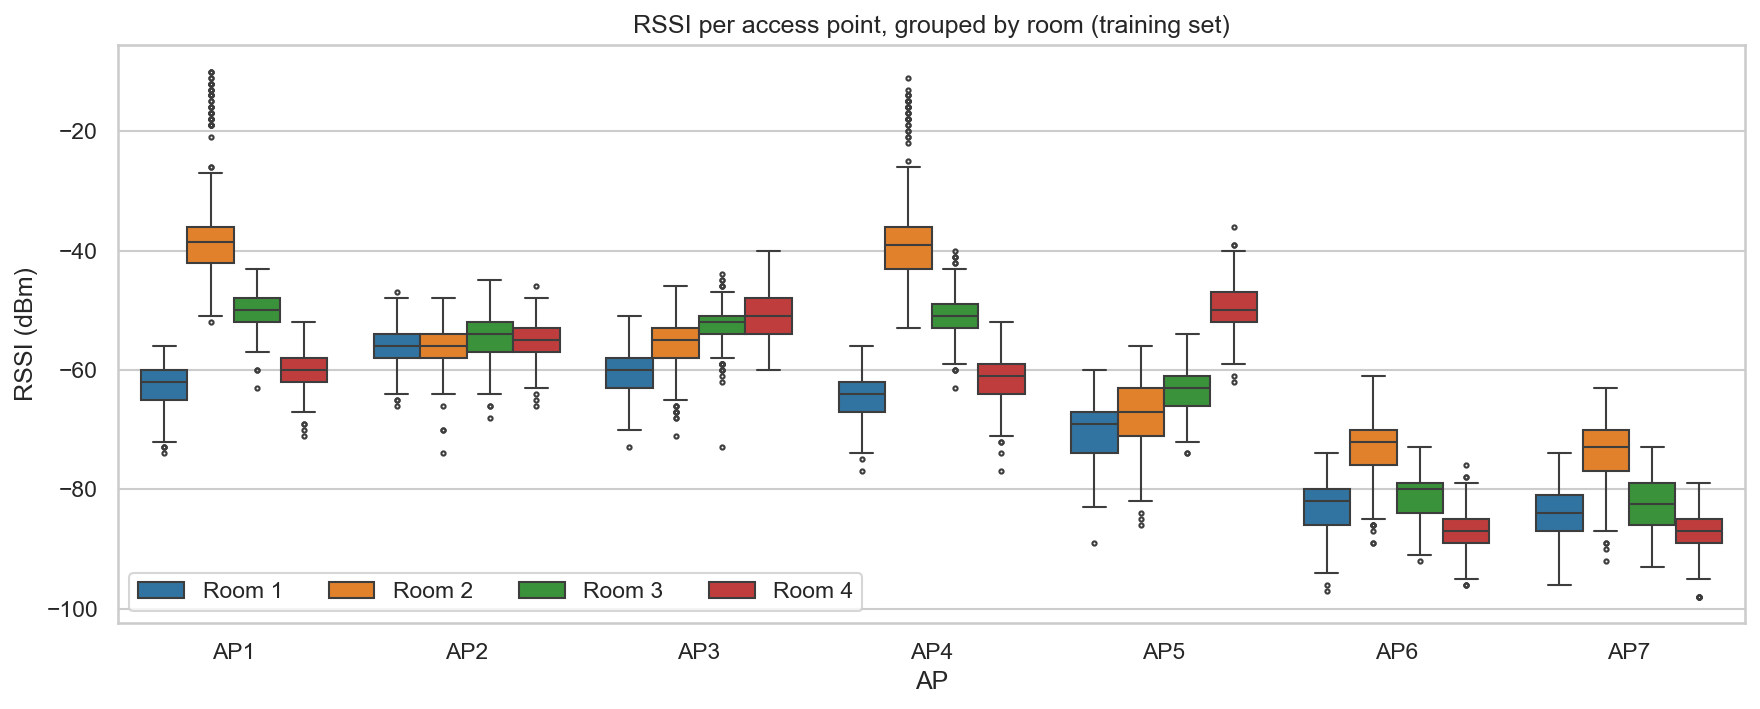 RSSI per access point, grouped by room (training set)
RSSI (dBm)
−20
−40
−60
−80
−100
Room 1 Room 2 Room 3 Room 4
AP1 AP2 AP3 AP4 AP5 AP6 AP7
AP